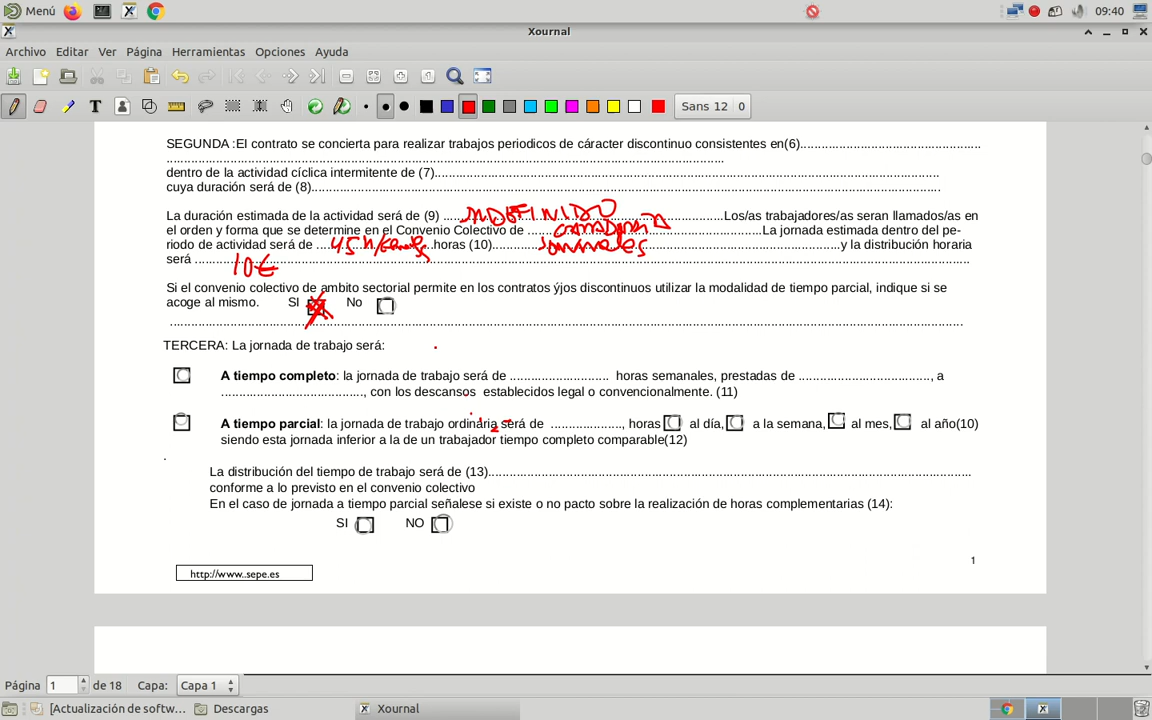 Menú
09:40
Xournal
Archivo Editar Ver Página Herramientas Opciones Ayuda
T Sans 12 0
SEGUNDA :El contrato se concierta para realizar trabajos periodicos de cáracter discontinuo consistentes en(6)..................................................
.............................................................................................................................................................
dentro de la actividad cíclica intermitente de (7)...............................................................................................................................................
cuya duración será de (8)...............................................................................................................................................................................
INDEFINIDO
La duración estimada de la actividad será de (9) ..............................................................................Los/as trabajadores/as seran llamados/as en
el orden y forma que se determine en el Convenio Colectivo de ..................................................................La jornada estimada dentro del pe-
45 h/
riodo de actividad será de .................................horas (10)..................................................................................................y la distribución horaria
será .........................................................................................................................................................................................................................
10€
Si el convenio colectivo de ambito sectorial permite en los contratos ýjos discontinuos utilizar la modalidad de tiempo parcial, indique si se
acoge al mismo. SI No
................................................................................................................................................................................................................................
TERCERA: La jornada de trabajo será:
A tiempo completo: la jornada de trabajo será de ............................ horas semanales, prestadas de ....................................., a
........................................, con los descansos establecidos legal o convencionalmente. (11)
A tiempo parcial: la jornada de trabajo ordinaria será de ...................., horas al día, a la semana, al mes, al año(10)
siendo esta jornada inferior a la de un trabajador tiempo completo comparable(12)
.
La distribución del tiempo de trabajo será de (13).......................................................................................................................................
conforme a lo previsto en el convenio colectivo
En el caso de jornada a tiempo parcial señalese si existe o no pacto sobre la realización de horas complementarias (14):
SI NO
1
http://www..sepe.es
Página 1 de 18 Capa: Capa 1
[Actualización de softw... Descargas Xournal